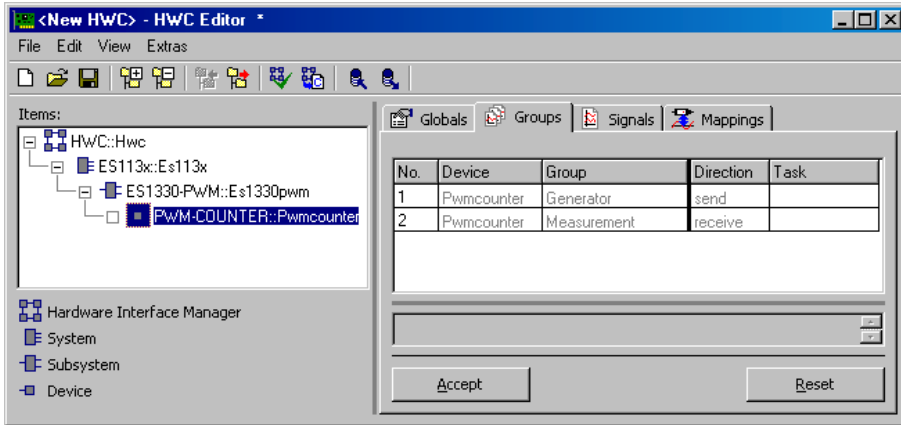 <New HWC> - HWC Editor *
File Edit View Extras
Items:
HWC::Hwc
ES113x::Es113x
ES1330-PWM::Es1330pwm
PWM-COUNTER::Pwmcounter
Hardware Interface Manager
System
Subsystem
Device
Globals Groups Signals Mappings
No. Device Group Direction Task
1 Pwmcounter Generator send
2 Pwmcounter Measurement receive
Accept Reset